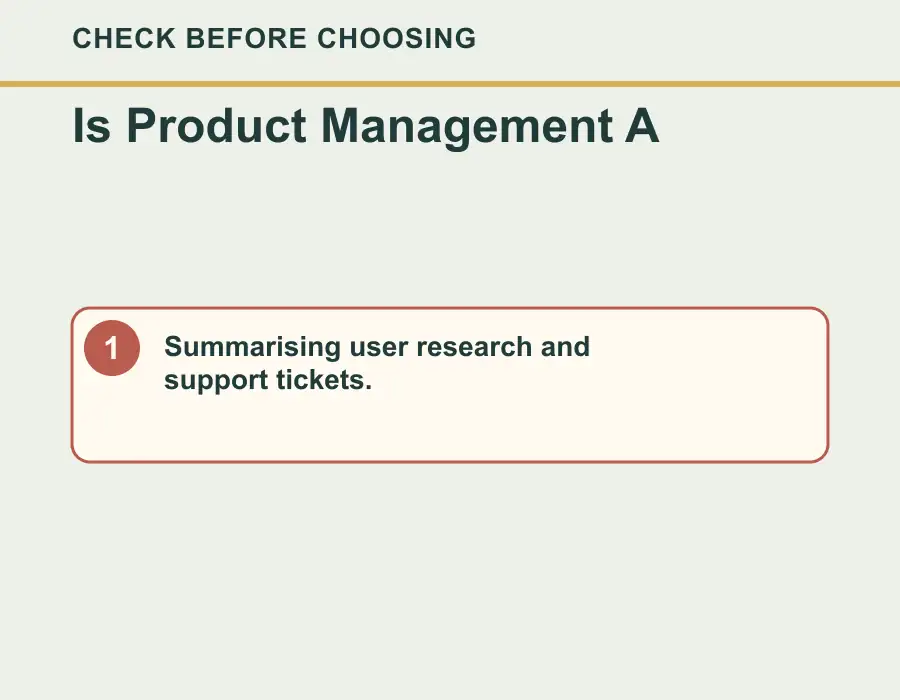 CHECK BEFORE CHOOSING
Is Product Management A
1
Summarising user research and
support tickets.